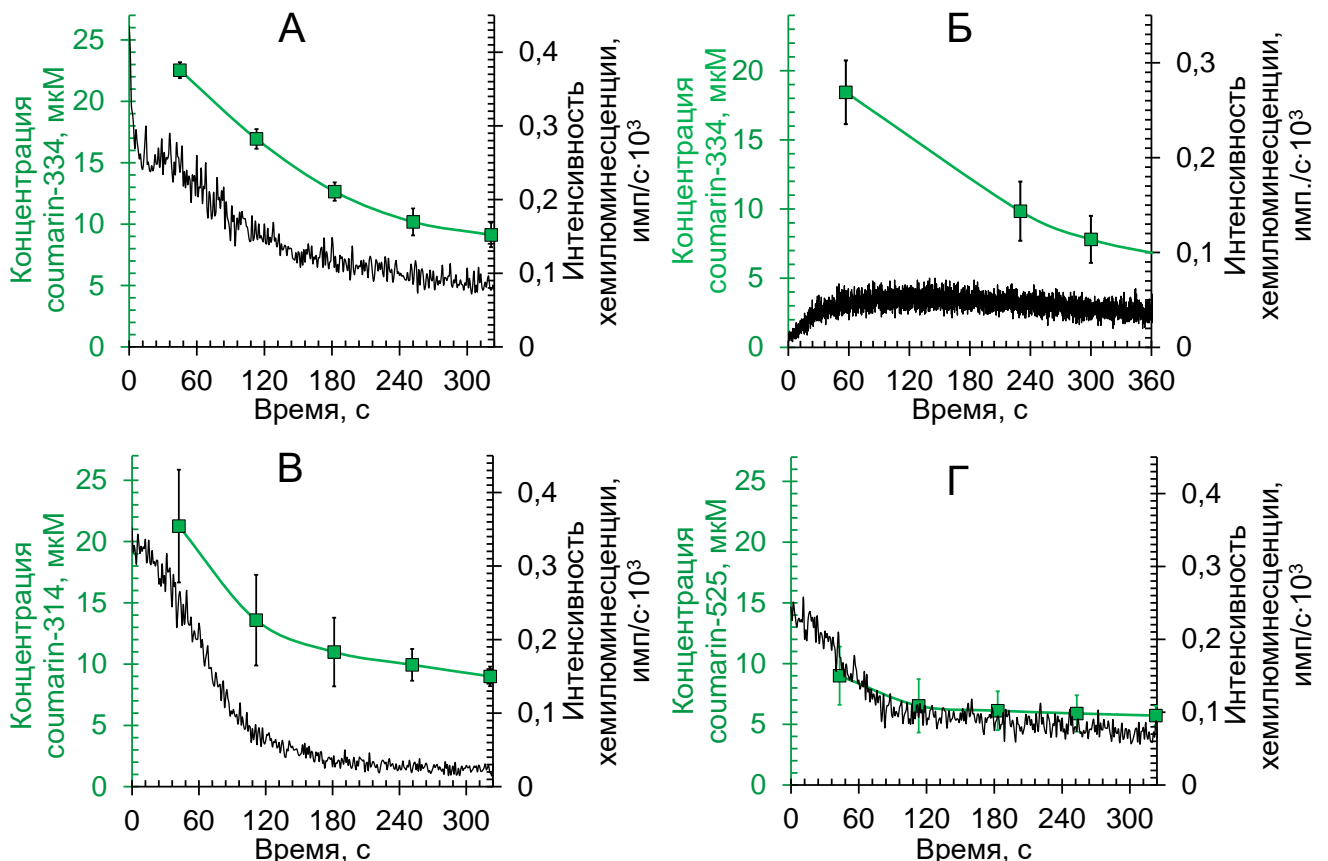 А
Концентрация
coumarin-334, мкМ
25
20
15
10
5
0
0,4
0,3
0,2
0,1
0
Интенсивность
хемилюминесценции,
имп/с·10³
0 60 120 180 240 300
Время, с
Б
Концентрация
coumarin-334, мкМ
20
15
10
5
0
0,3
0,2
0,1
0
Интенсивность
хемилюминесценции,
имп./с·10³
0 60 120 180 240 300 360
Время, с
В
Концентрация
coumarin-314, мкМ
25
20
15
10
5
0
0,4
0,3
0,2
0,1
0
Интенсивность
хемилюминесценции,
имп/с·10³
0 60 120 180 240 300
Время, с
Г
Концентрация
coumarin-525, мкМ
25
20
15
10
5
0
0,4
0,3
0,2
0,1
0
Интенсивность
хемилюминесценции,
имп/с·10³
0 60 120 180 240 300
Время, с